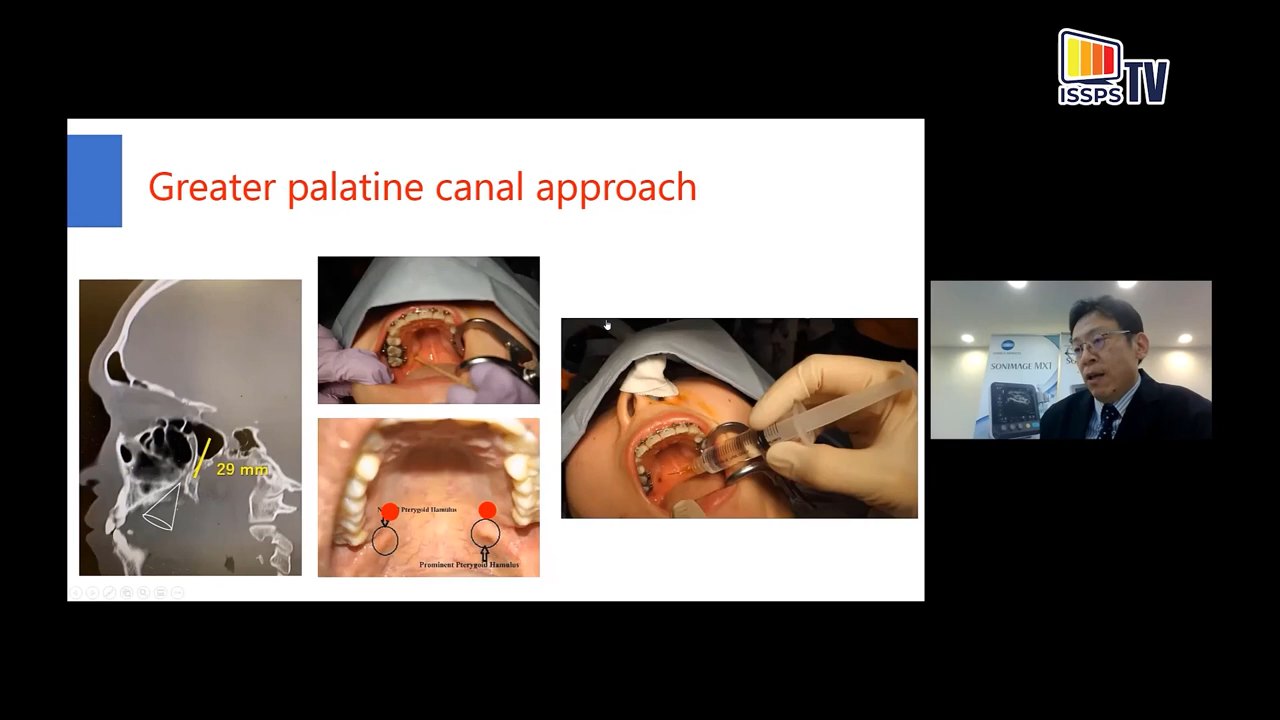 ISSPS TV
Greater palatine canal approach
29 mm
Pterygoid Hamulus
Prominent Pterygoid Hamulus
SONIMAGE MX1